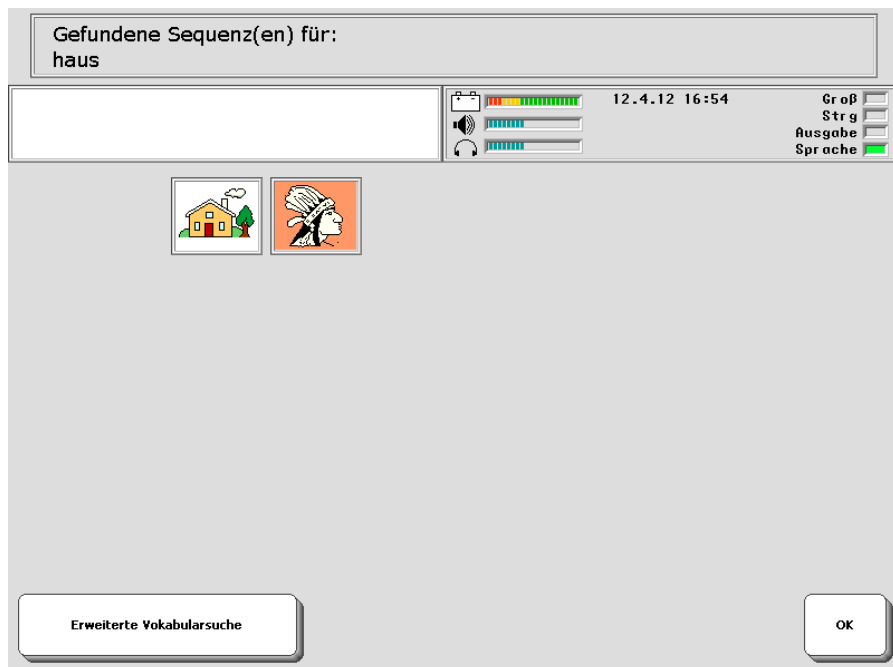 Gefundene Sequenz(en) für:
haus
12.4.12 16:54
Groß
Strg
Ausgabe
Sprache
Erweiterte Vokabularsuche
OK